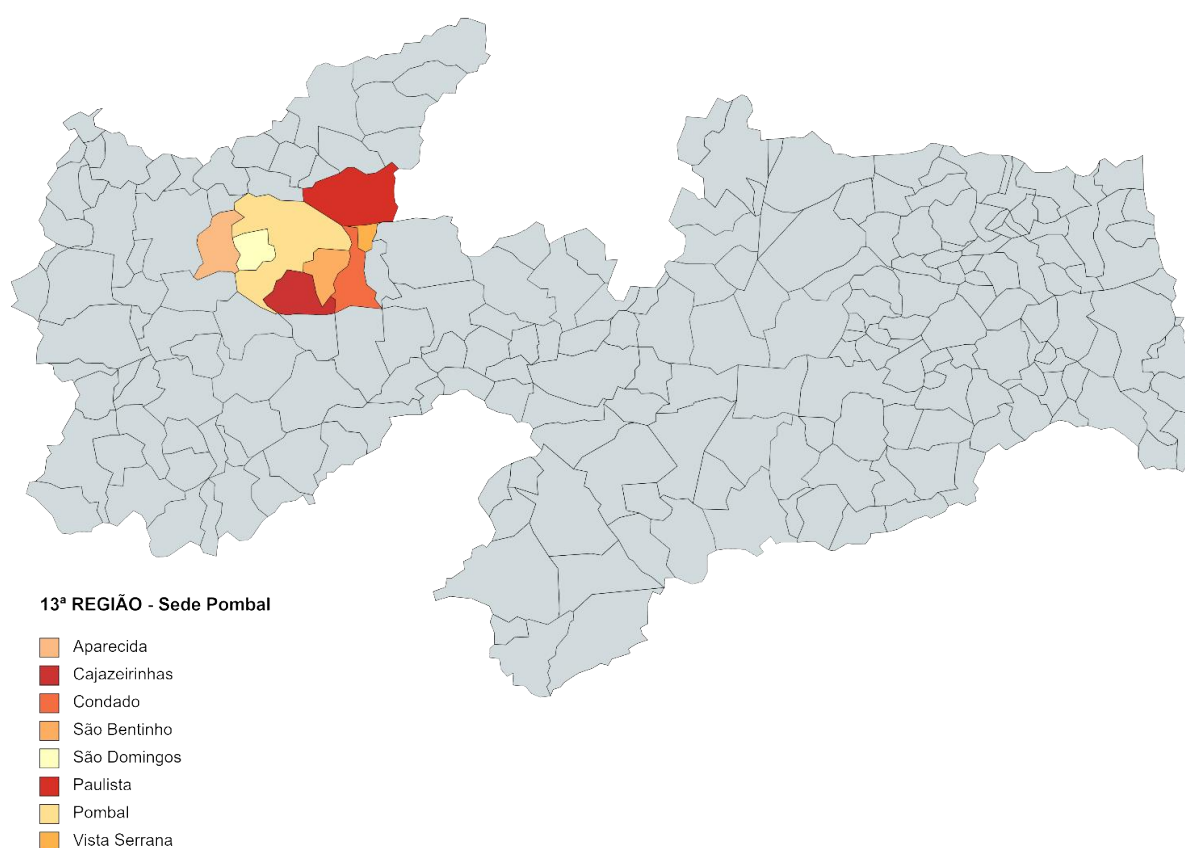 13ª REGIÃO - Sede Pombal
Aparecida
Cajazeirinhas
Condado
São Bentinho
São Domingos
Paulista
Pombal
Vista Serrana